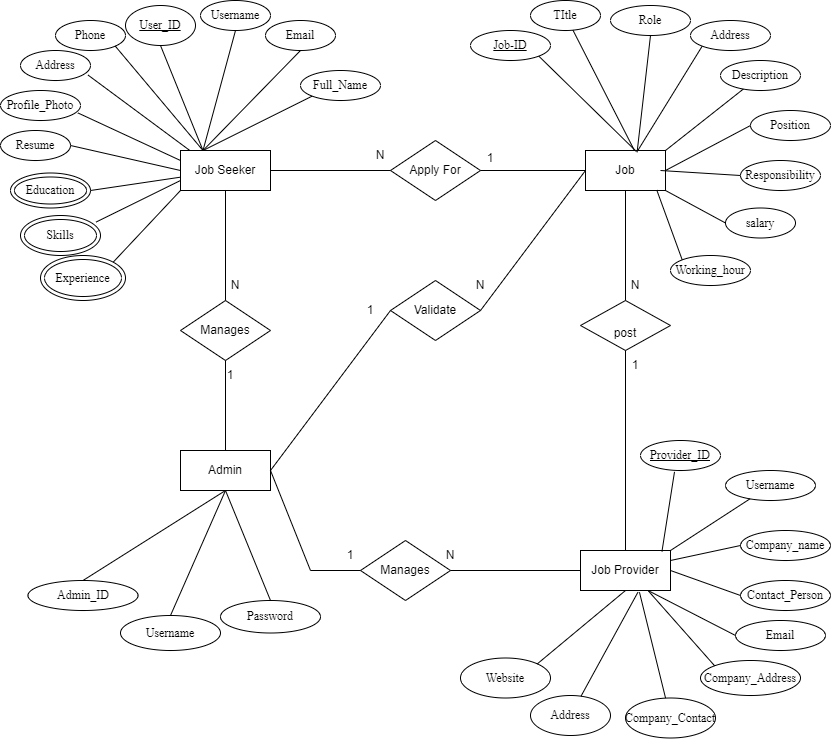 User_ID
Username
Phone
Email
Address
Full_Name
Profile_Photo
Resume
Education
Skills
Experience
Job Seeker
N
Apply For
1
Job
TItle
Role
Job-ID
Address
Description
Position
Responsibility
salary
Working_hour
N
Manages
1
1
Validate
N
N
post
1
Admin
Admin_ID
Username
Password
1
Manages
N
Job Provider
Provider_ID
Username
Company_name
Contact_Person
Email
Company_Address
Company_Contact
Address
Website